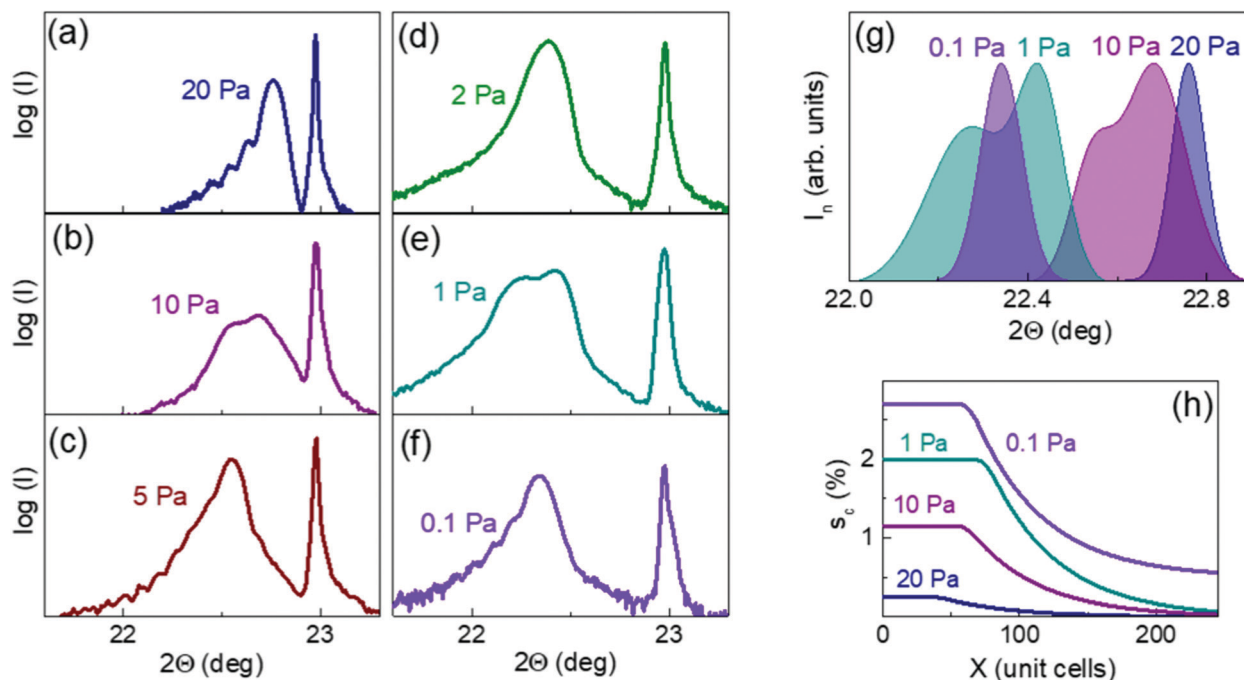 (a)
20 Pa
log (I)
(b)
10 Pa
log (I)
(c)
5 Pa
log (I)
22
23
2Θ (deg)
(d)
2 Pa
(e)
1 Pa
(f)
0.1 Pa
22
23
2Θ (deg)
(g)
0.1 Pa
1 Pa
10 Pa
20 Pa
Iₙ (arb. units)
22.0
22.4
22.8
2Θ (deg)
(h)
0.1 Pa
1 Pa
10 Pa
20 Pa
s_c (%)
2
1
0
100
200
X (unit cells)